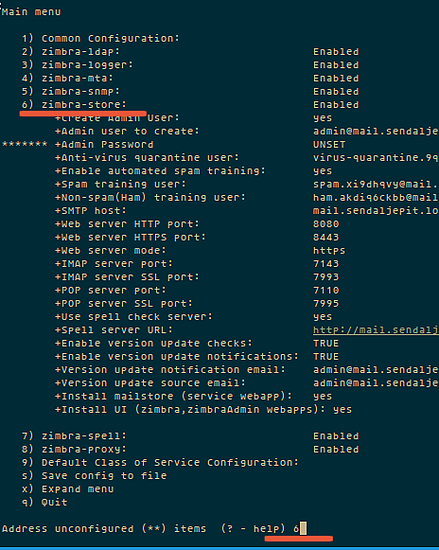 Main menu
1) Common Configuration:
2) zimbra-ldap: Enabled
3) zimbra-logger: Enabled
4) zimbra-mta: Enabled
5) zimbra-snmp: Enabled
6) zimbra-store: Enabled
+Create Admin User: yes
+Admin user to create: admin@mail.sendalje
******* +Admin Password UNSET
+Anti-virus quarantine user: virus-quarantine.9q
+Enable automated spam training: yes
+Spam training user: spam.xi9dhqvy@mail.
+Non-spam(Ham) training user: ham.akdiq6ckbb@mail
+SMTP host: mail.sendaljepit.lo
+Web server HTTP port: 8080
+Web server HTTPS port: 8443
+Web server mode: https
+IMAP server port: 7143
+IMAP server SSL port: 7993
+POP server port: 7110
+POP server SSL port: 7995
+Use spell check server: yes
+Spell server URL: http://mail.sendalj
+Enable version update checks: TRUE
+Enable version update notifications: TRUE
+Version update notification email: admin@mail.sendalje
+Version update source email: admin@mail.sendalje
+Install mailstore (service webapp): yes
+Install UI (zimbra,zimbraAdmin webapps): yes
7) zimbra-spell: Enabled
8) zimbra-proxy: Enabled
9) Default Class of Service Configuration:
s) Save config to file
x) Expand menu
q) Quit
Address unconfigured (**) items (? - help) 6